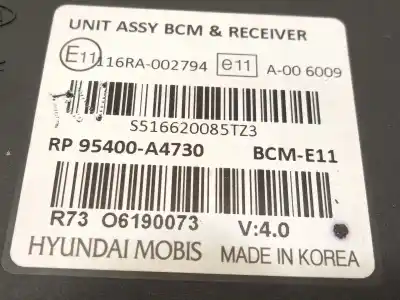 UNIT ASSY BCM & RECEIVER
E11 116RA-002794 e11 A-00 6009
S516620085TZ3
RP 95400-A4730 BCM-E11
R73 O6190073 V:4.0
HYUNDAI MOBIS MADE IN KOREA